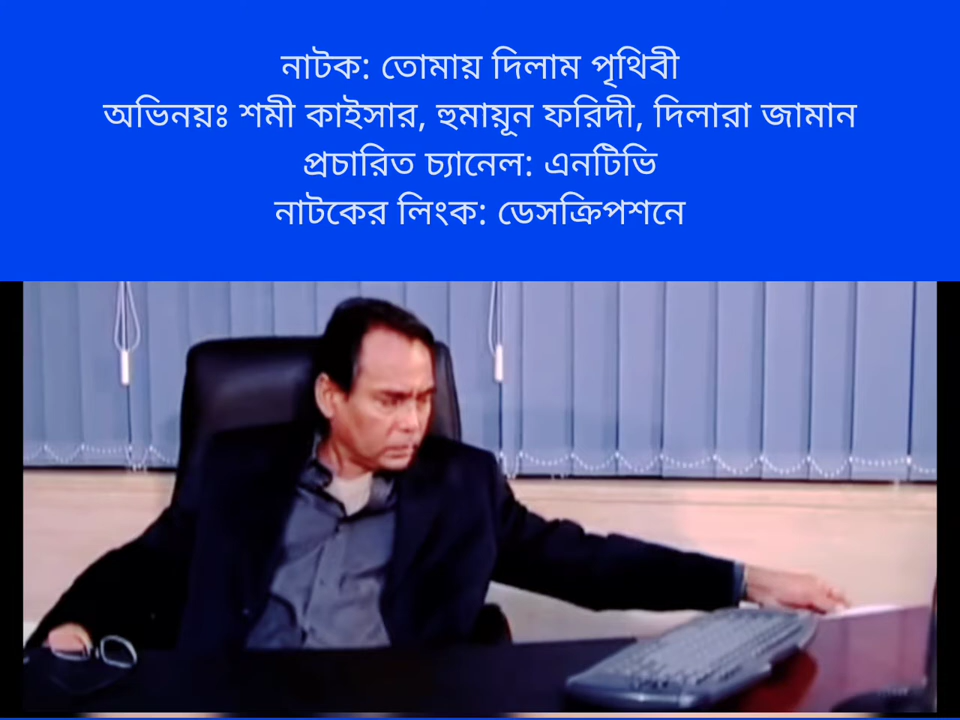 নাটক: তোমায় দিলাম পৃথিবী
অভিনয়ঃ শমী কাইসার, হুমায়ূন ফরিদী, দিলারা জামান
প্রচারিত চ্যানেল: এনটিভি
নাটকের লিংক: ডেসক্রিপশনে